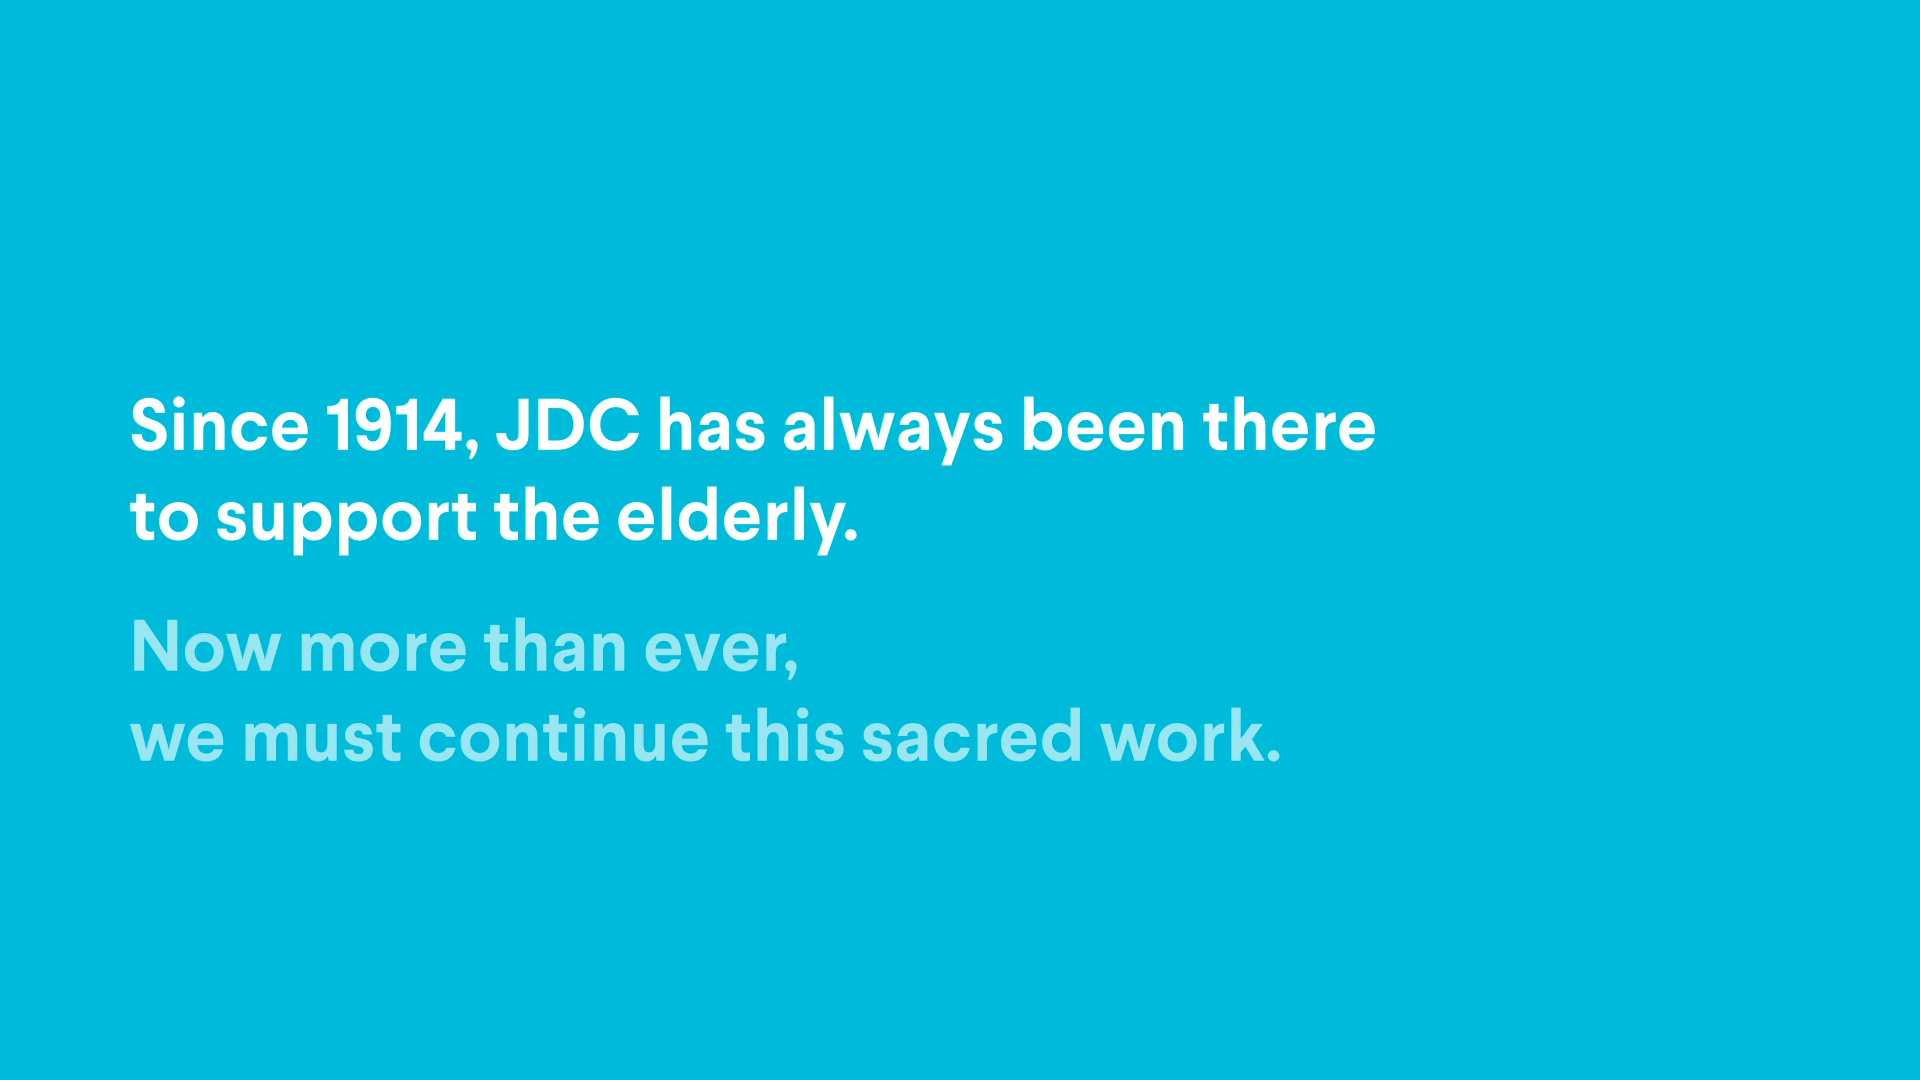 Since 1914, JDC has always been there
to support the elderly.
Now more than ever,
we must continue this sacred work.